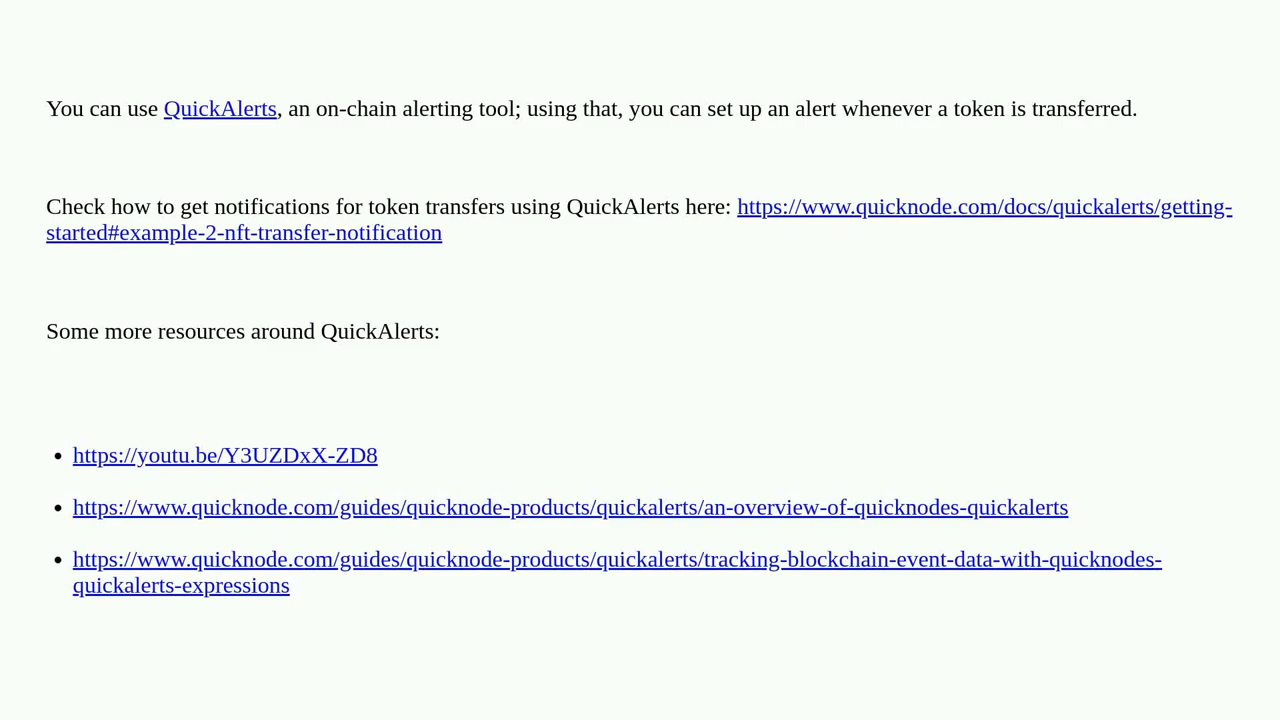 You can use QuickAlerts, an on-chain alerting tool; using that, you can set up an alert whenever a token is transferred.
Check how to get notifications for token transfers using QuickAlerts here: https://www.quicknode.com/docs/quickalerts/getting-
started#example-2-nft-transfer-notification
Some more resources around QuickAlerts:
• https://youtu.be/Y3UZDxX-ZD8
• https://www.quicknode.com/guides/quicknode-products/quickalerts/an-overview-of-quicknodes-quickalerts
• https://www.quicknode.com/guides/quicknode-products/quickalerts/tracking-blockchain-event-data-with-quicknodes-
quickalerts-expressions